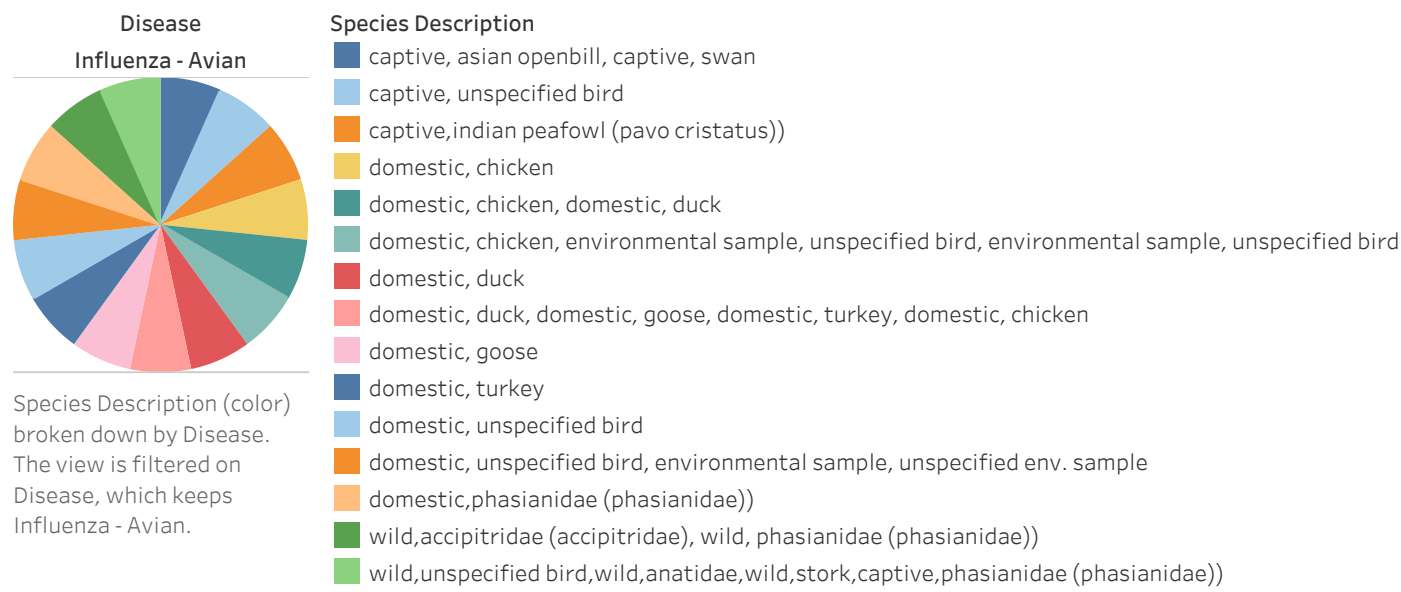 Disease
Influenza - Avian
Species Description
captive, asian openbill, captive, swan
captive, unspecified bird
captive,indian peafowl (pavo cristatus))
domestic, chicken
domestic, chicken, domestic, duck
domestic, chicken, environmental sample, unspecified bird, environmental sample, unspecified bird
domestic, duck
domestic, duck, domestic, goose, domestic, turkey, domestic, chicken
domestic, goose
domestic, turkey
domestic, unspecified bird
domestic, unspecified bird, environmental sample, unspecified env. sample
domestic,phasianidae (phasianidae))
wild,accipitridae (accipitridae), wild, phasianidae (phasianidae))
wild,unspecified bird,wild,anatidae,wild,stork,captive,phasianidae (phasianidae))
Species Description (color)
broken down by Disease.
The view is filtered on
Disease, which keeps
Influenza - Avian.